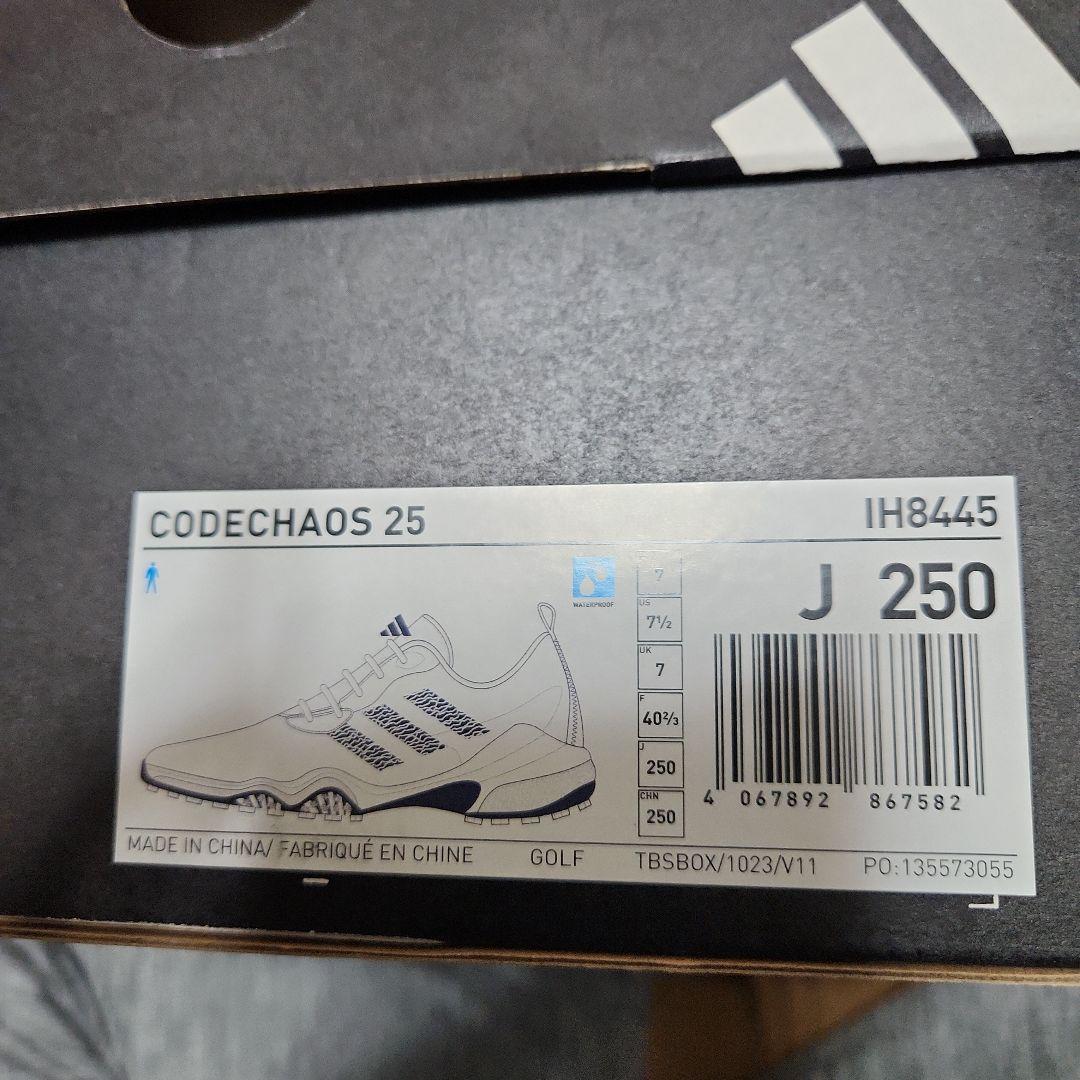 CODECHAOS 25
IH8445
J 250
WATERPROOF
7
US
7½
UK
7
F
40⅔
J
250
CHN
250
4 067892 867582
MADE IN CHINA/ FABRIQUÉ EN CHINE
GOLF
TBSBOX/1023/V11
PO:135573055